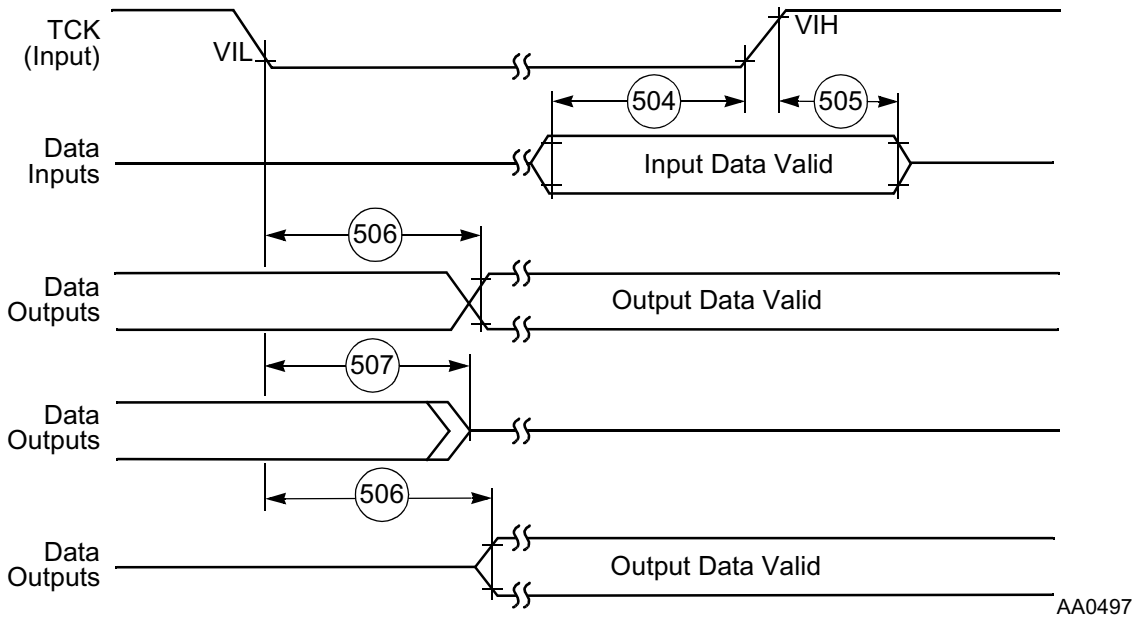 TCK
(Input)
VIL
VIH
504
505
Data
Inputs
Input Data Valid
506
Data
Outputs
Output Data Valid
507
Data
Outputs
506
Data
Outputs
Output Data Valid
AA0497